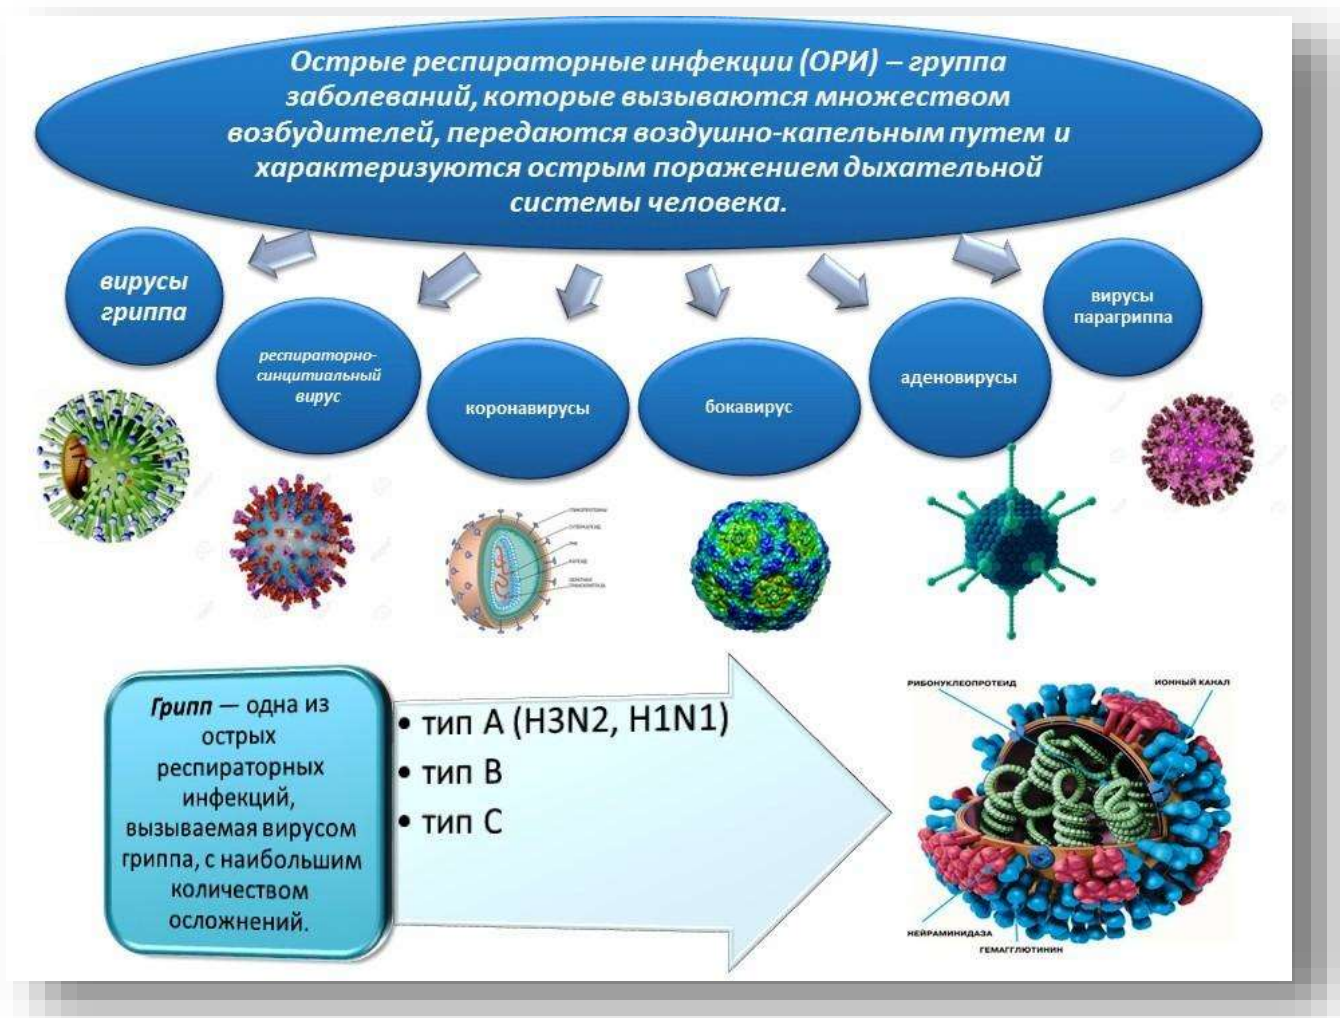 Острые респираторные инфекции (ОРИ) – группа
заболеваний, которые вызываются множеством
возбудителей, передаются воздушно-капельным путем и
характеризуются острым поражением дыхательной
системы человека.
вирусы
гриппа
респираторно-
синцитиальный
вирус
коронавирусы
бокавирус
аденовирусы
вирусы
парагриппа
Грипп — одна из
острых
респираторных
инфекций,
вызываемая вирусом
гриппа, с наибольшим
количеством
осложнений.
• тип A (H3N2, H1N1)
• тип B
• тип C
РИБОНУКЛЕОПРОТЕИД
ИОННЫЙ КАНАЛ
НЕЙРАМИНИДАЗА
ГЕМАГГЛЮТИНИН